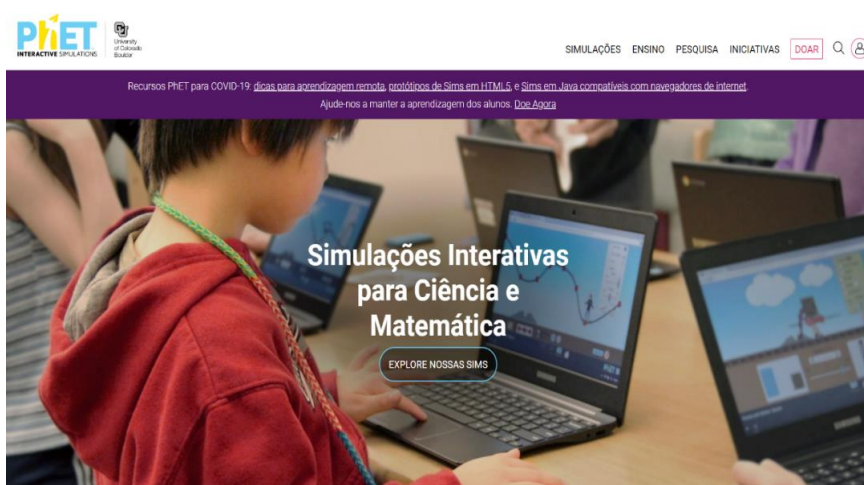 PhET
INTERACTIVE SIMULATIONS
University
of Colorado
Boulder
SIMULAÇÕES ENSINO PESQUISA INICIATIVAS DOAR
Recursos PhET para COVID-19: dicas para aprendizagem remota, protótipos de Sims em HTML5, e Sims em Java compatíveis com navegadores de internet.
Ajude-nos a manter a aprendizagem dos alunos. Doe Agora
Simulações Interativas
para Ciência e
Matemática
EXPLORE NOSSAS SIMS